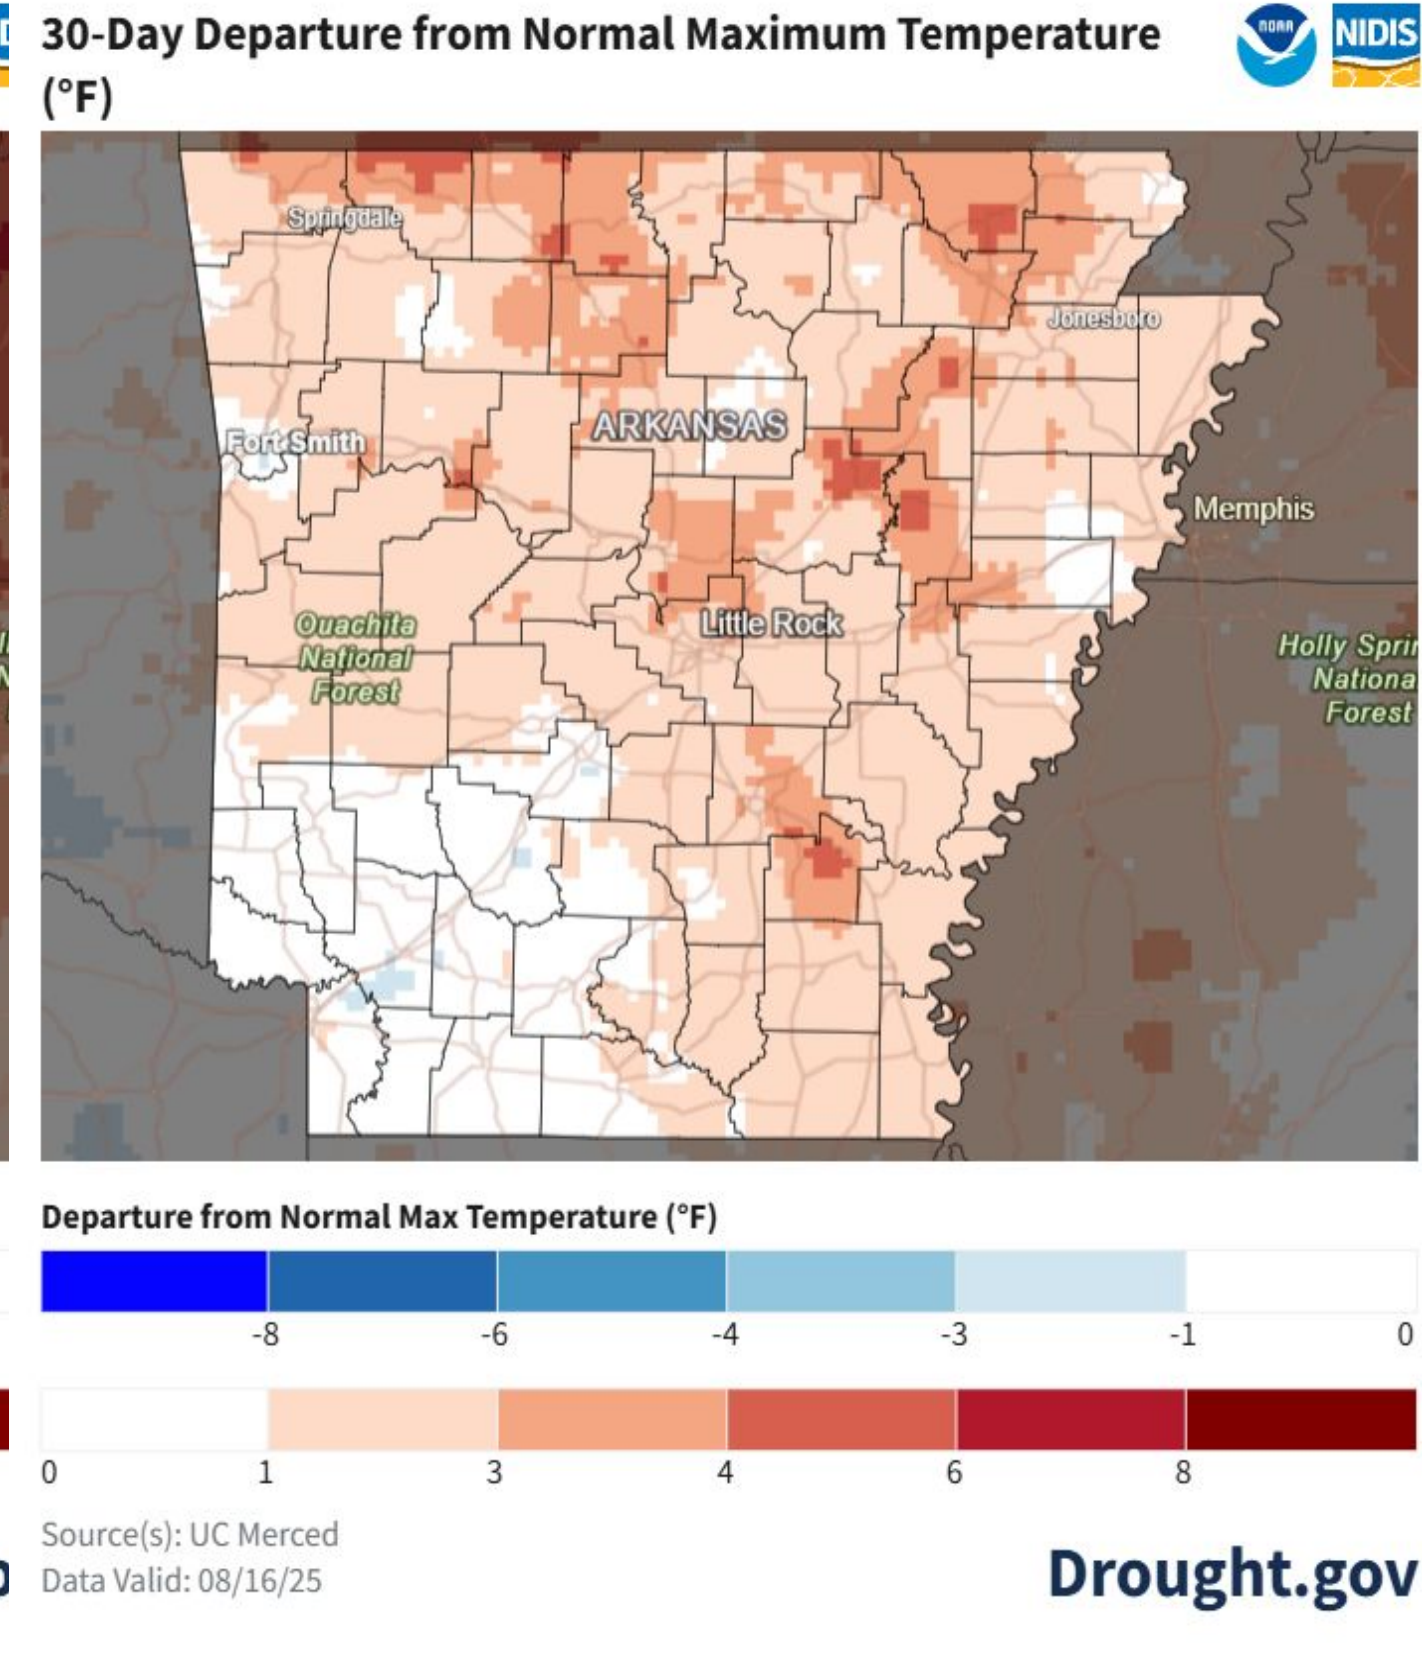 30-Day Departure from Normal Maximum Temperature
(°F)
NOAA
NIDIS
Springdale
Jonesboro
ARKANSAS
Fort Smith
Memphis
Little Rock
Ouachita
National
Forest
Holly Sprin
Nationa
Forest
Departure from Normal Max Temperature (°F)
-8 -6 -4 -3 -1 0
0 1 3 4 6 8
Source(s): UC Merced
Data Valid: 08/16/25
Drought.gov